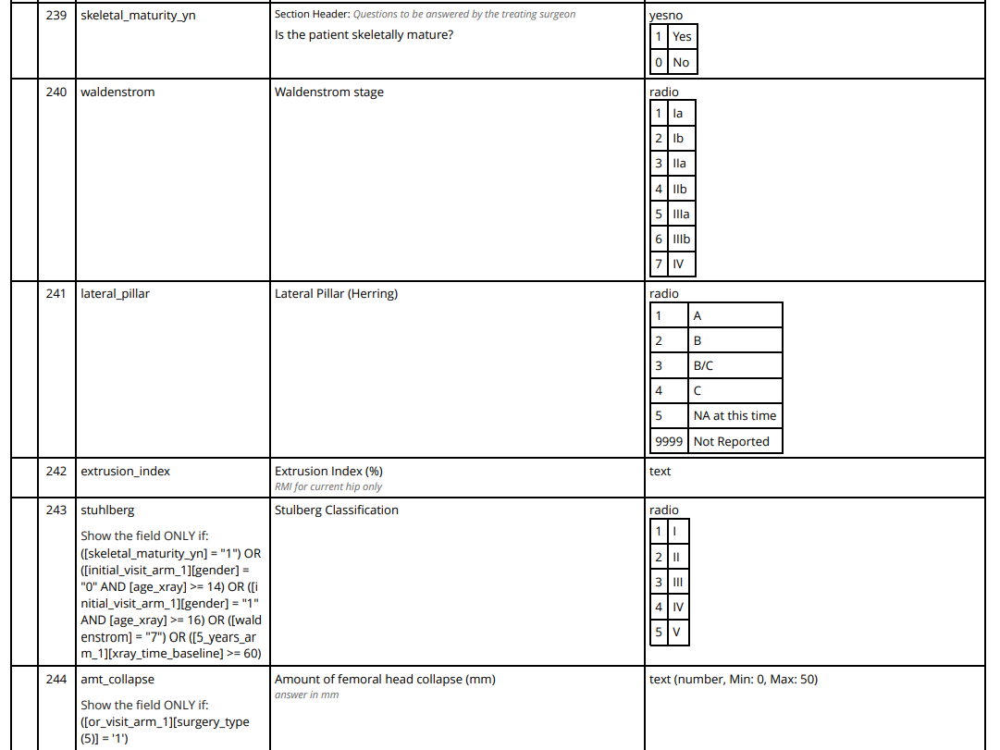 239 skeletal_maturity_yn Section Header: Questions to be answered by the treating surgeon yesno
Is the patient skeletally mature?
1 Yes
0 No
240 waldenstrom Waldenstrom stage radio
1 Ia
2 Ib
3 IIa
4 IIb
5 IIIa
6 IIIb
7 IV
241 lateral_pillar Lateral Pillar (Herring) radio
1 A
2 B
3 B/C
4 C
5 NA at this time
9999 Not Reported
242 extrusion_index Extrusion Index (%) text
RMI for current hip only
243 stuhlberg Stulberg Classification radio
Show the field ONLY if:
([skeletal_maturity_yn] = "1") OR
([initial_visit_arm_1][gender] =
"0" AND [age_xray] >= 14) OR ([i
nitial_visit_arm_1][gender] = "1"
AND [age_xray] >= 16) OR ([wald
enstrom] = "7") OR ([5_years_ar
m_1][xray_time_baseline] >= 60)
1 I
2 II
3 III
4 IV
5 V
244 amt_collapse Amount of femoral head collapse (mm) text (number, Min: 0, Max: 50)
answer in mm
Show the field ONLY if:
([or_visit_arm_1][surgery_type
(5)] = '1')